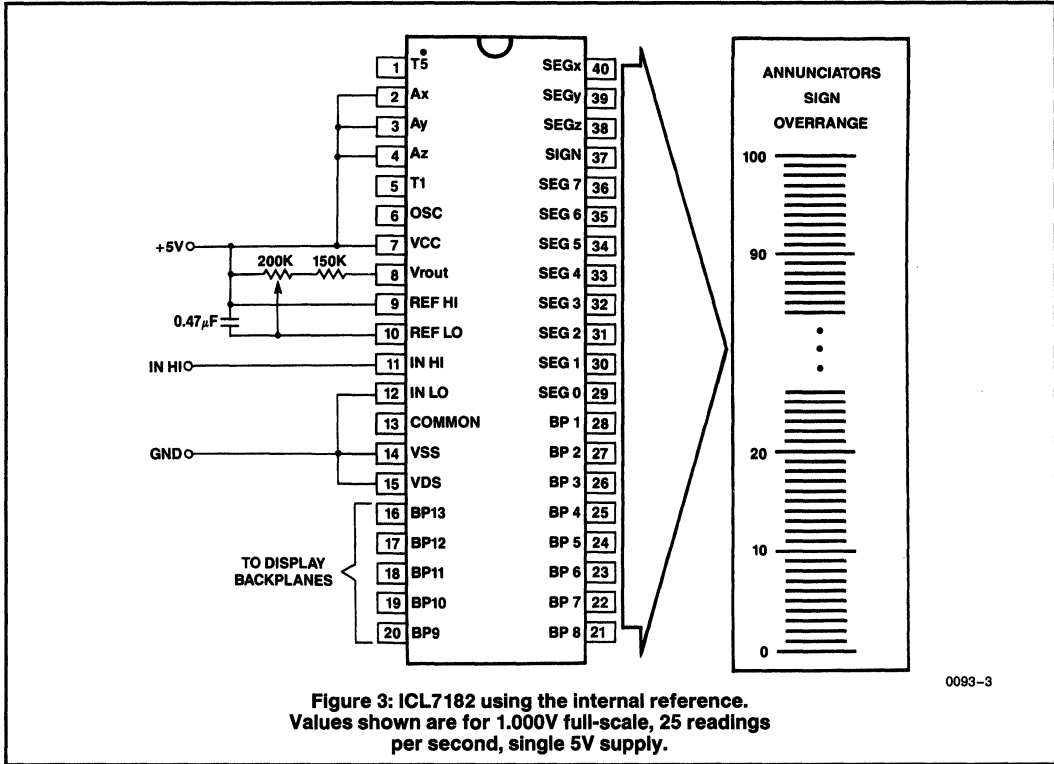 1 T5 SEGx 40
2 Ax SEGy 39
3 Ay SEGz 38
4 Az SIGN 37
5 T1 SEG 7 36
6 OSC SEG 6 35
+5V 7 VCC SEG 5 34
200K 150K 8 Vrout SEG 4 33
9 REF HI SEG 3 32
0.47μF 10 REF LO SEG 2 31
IN HI 11 IN HI SEG 1 30
12 IN LO SEG 0 29
13 COMMON BP 1 28
GND 14 VSS BP 2 27
15 VDS BP 3 26
16 BP13 BP 4 25
17 BP12 BP 5 24
18 BP11 BP 6 23
19 BP10 BP 7 22
20 BP9 BP 8 21
TO DISPLAY
BACKPLANES
ANNUNCIATORS
SIGN
OVERRANGE
100
90
20
10
0
0093–3
Figure 3: ICL7182 using the internal reference.
Values shown are for 1.000V full-scale, 25 readings
per second, single 5V supply.